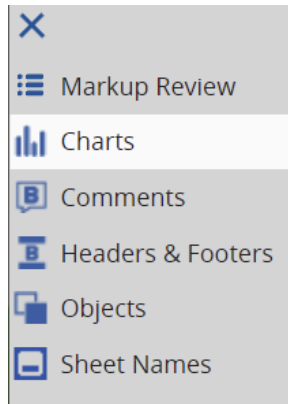 Markup Review
Charts
Comments
Headers & Footers
Objects
Sheet Names